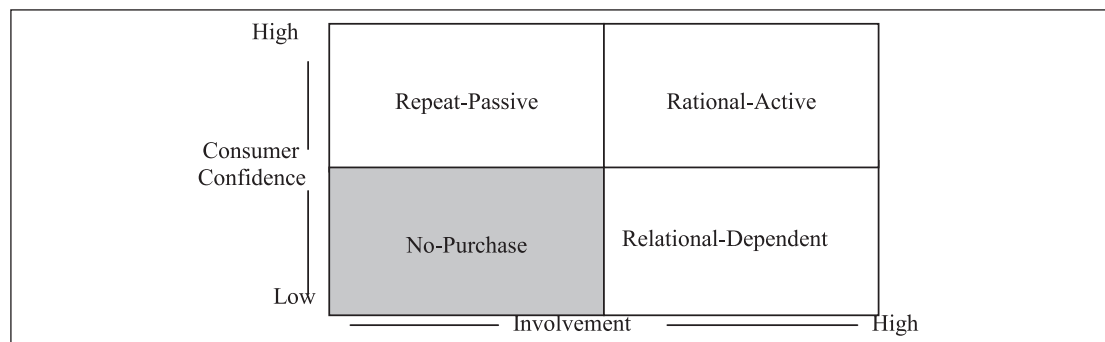 High
Repeat-Passive
Rational-Active
Consumer
Confidence
No-Purchase
Relational-Dependent
Low
Involvement
High